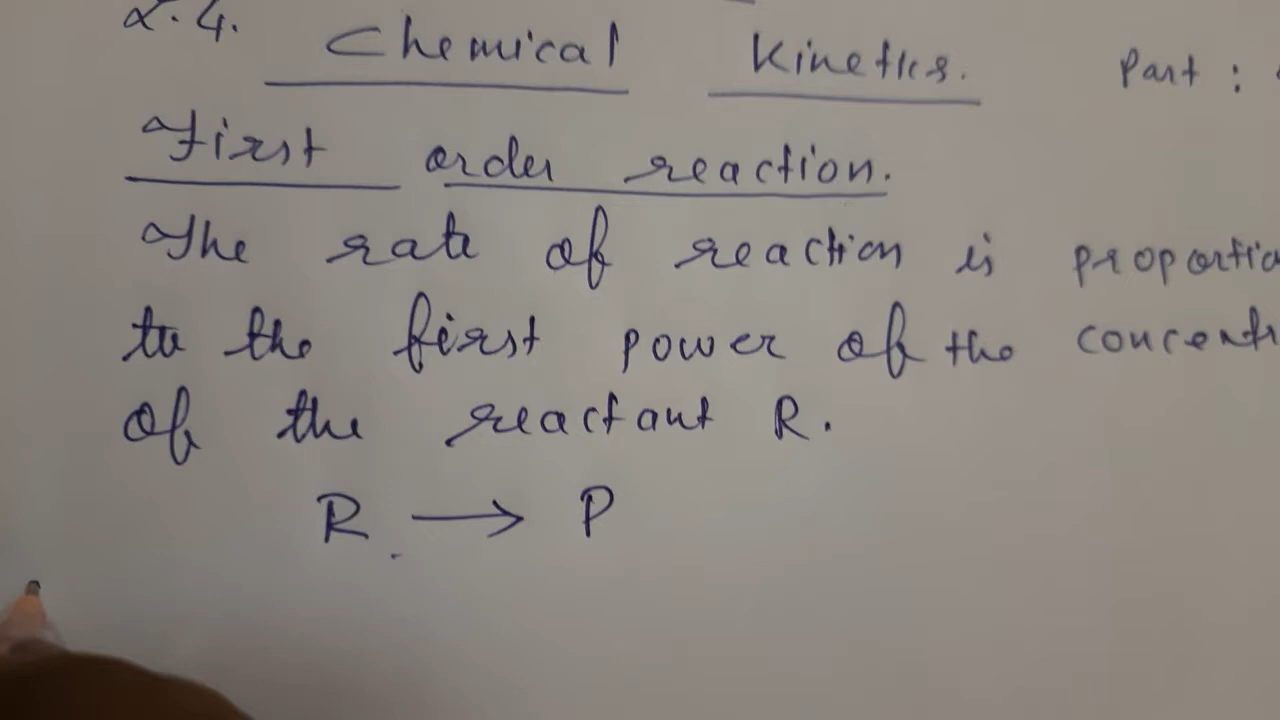 2.4. Chemical Kinetics. Part :
First order reaction.
The rate of reaction is proportio
to the first power of the concent
of the reactant R.
R → P